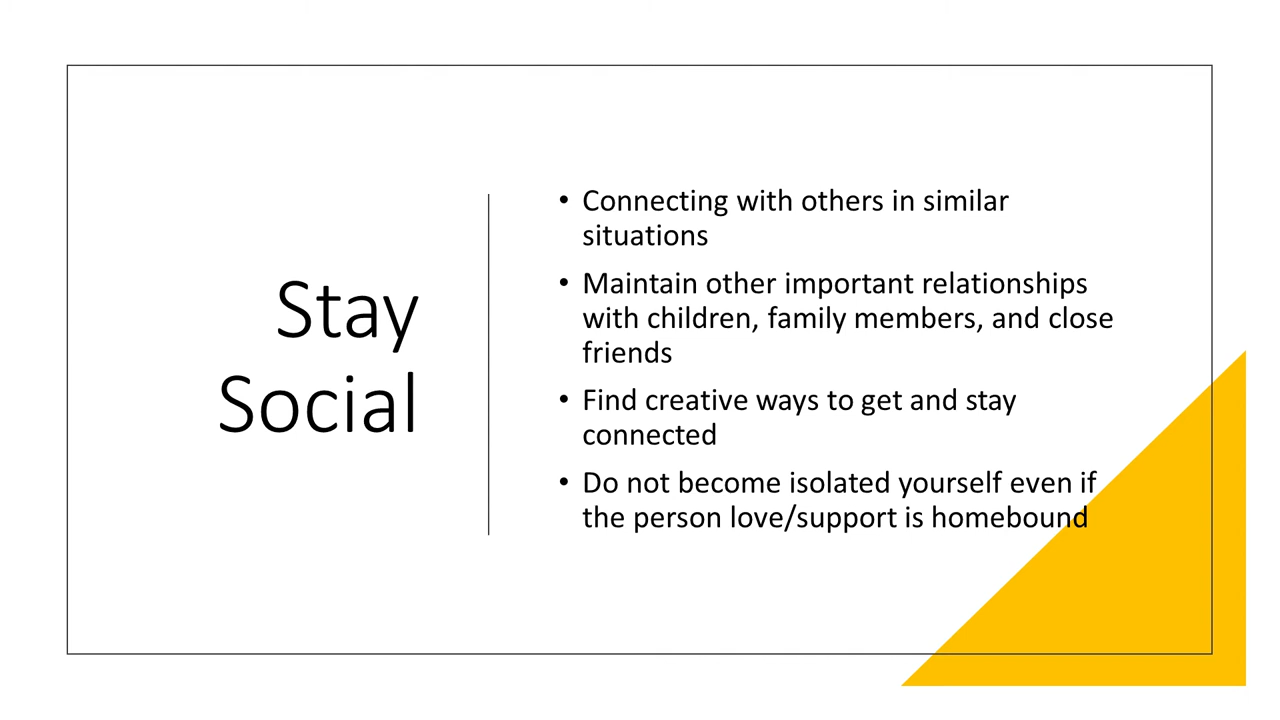 Stay
Social
• Connecting with others in similar
situations
• Maintain other important relationships
with children, family members, and close
friends
• Find creative ways to get and stay
connected
• Do not become isolated yourself even if
the person love/support is homebound